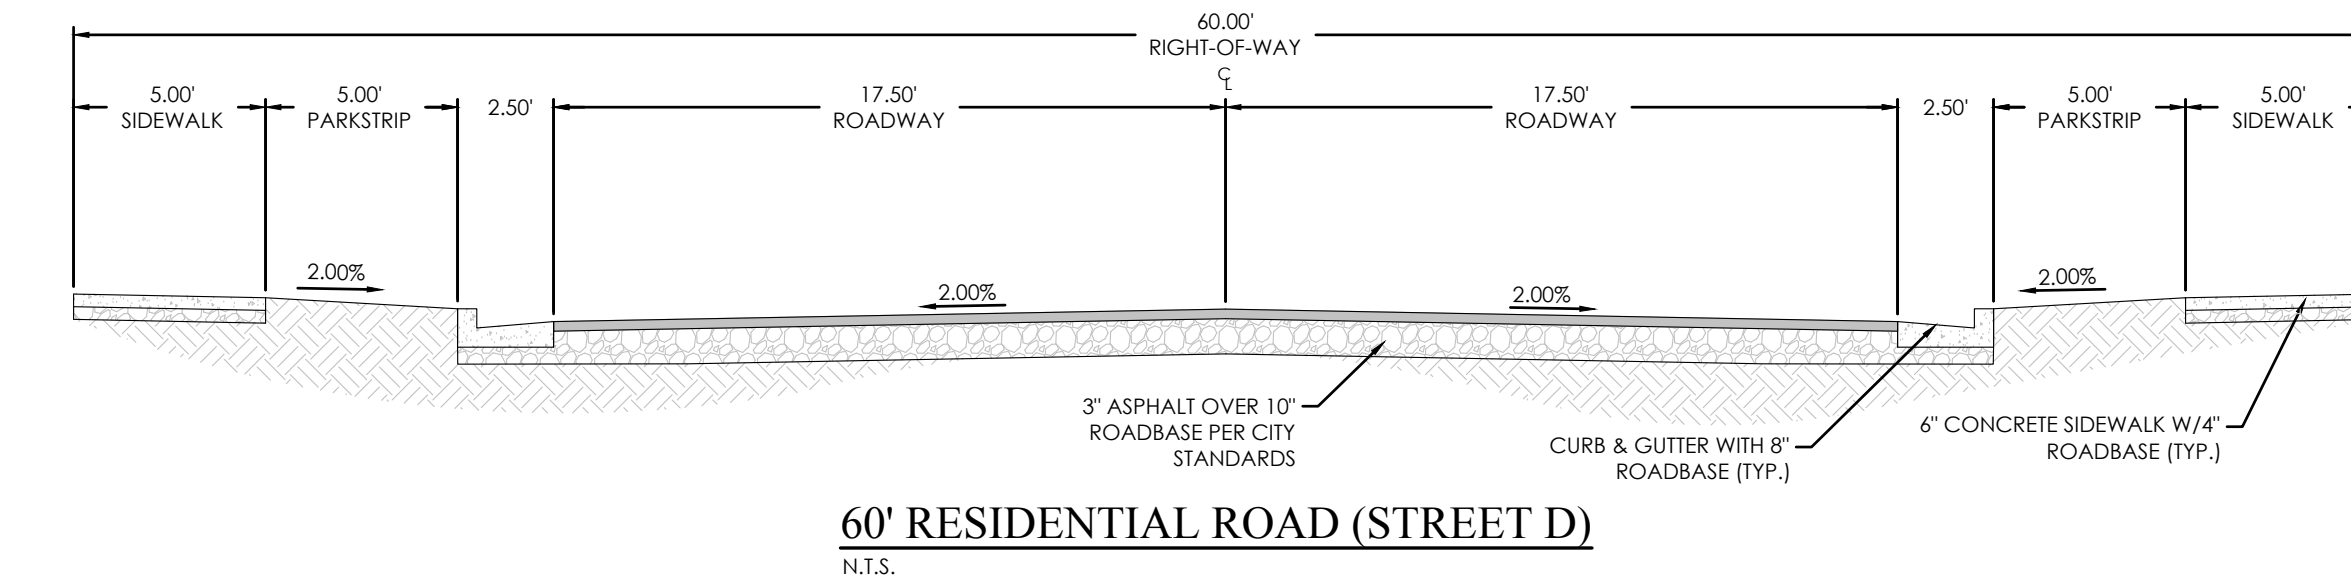 60.00'
RIGHT-OF-WAY
CL
5.00'
SIDEWALK
5.00'
PARKSTRIP
2.50'
17.50'
ROADWAY
17.50'
ROADWAY
2.50'
5.00'
PARKSTRIP
5.00'
SIDEWALK
2.00%
2.00%
2.00%
2.00%
3" ASPHALT OVER 10"
ROADBASE PER CITY
STANDARDS
CURB & GUTTER WITH 8"
ROADBASE (TYP.)
6" CONCRETE SIDEWALK W/4"
ROADBASE (TYP.)
60' RESIDENTIAL ROAD (STREET D)
N.T.S.